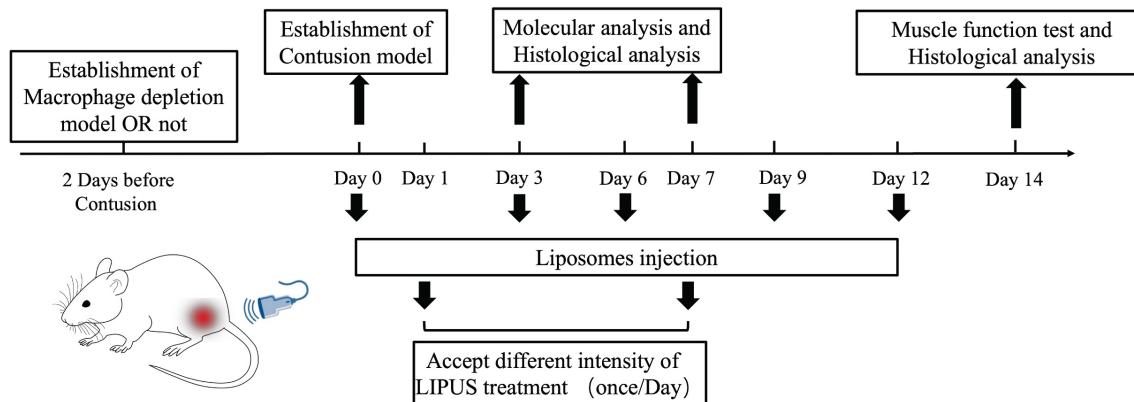 Establishment of
Contusion model
Molecular analysis and
Histological analysis
Muscle function test and
Histological analysis
Establishment of
Macrophage depletion
model OR not
2 Days before
Contusion
Day 0
Day 1
Day 3
Day 6
Day 7
Day 9
Day 12
Day 14
Liposomes injection
Accept different intensity of
LIPUS treatment （once/Day）